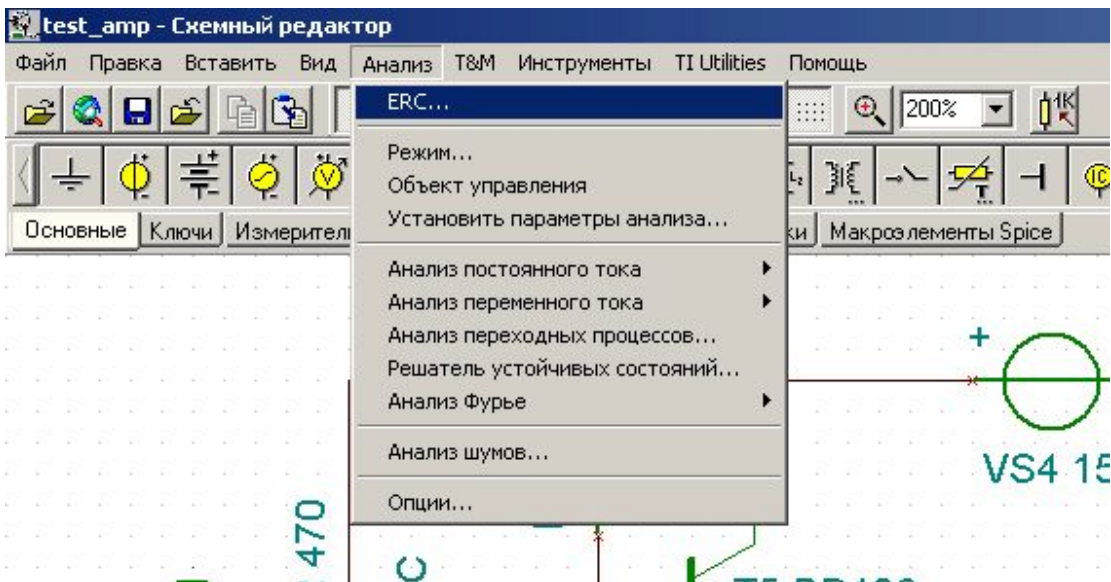 test_amp - Схемный редактор
Файл Правка Вставить Вид Анализ T&M Инструменты TI Utilities Помощь
200% 1K
Основные Ключи Макроэлементы Spice
ERC...
Режим...
Объект управления
Установить параметры анализа...
Анализ постоянного тока
Анализ переменного тока
Анализ переходных процессов...
Решатель устойчивых состояний...
Анализ Фурье
Анализ шумов...
Опции...
VS4 15
470
C